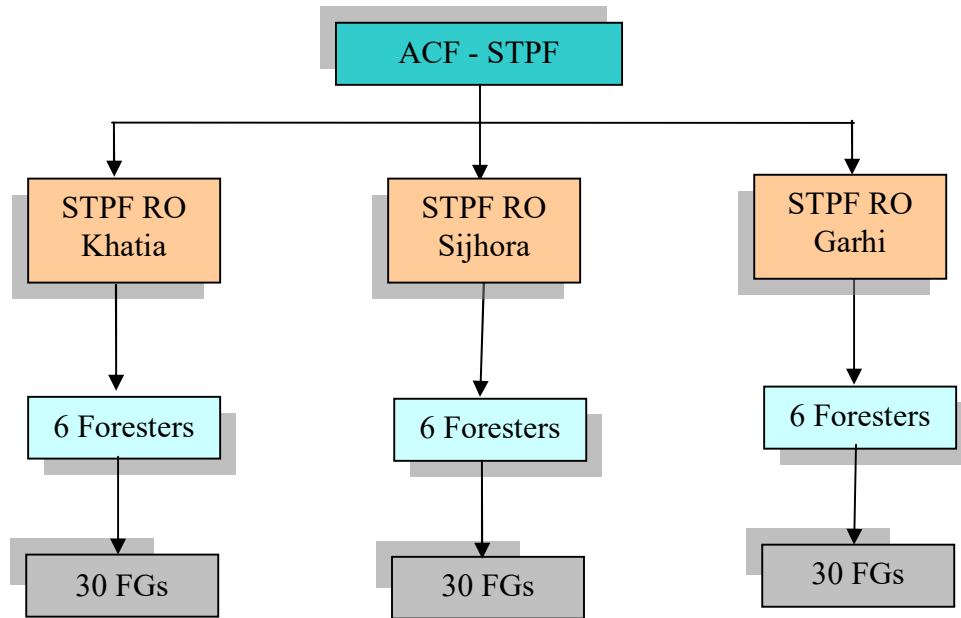 ACF - STPF
STPF RO
Khatia
STPF RO
Sijhora
STPF RO
Garhi
6 Foresters
6 Foresters
6 Foresters
30 FGs
30 FGs
30 FGs